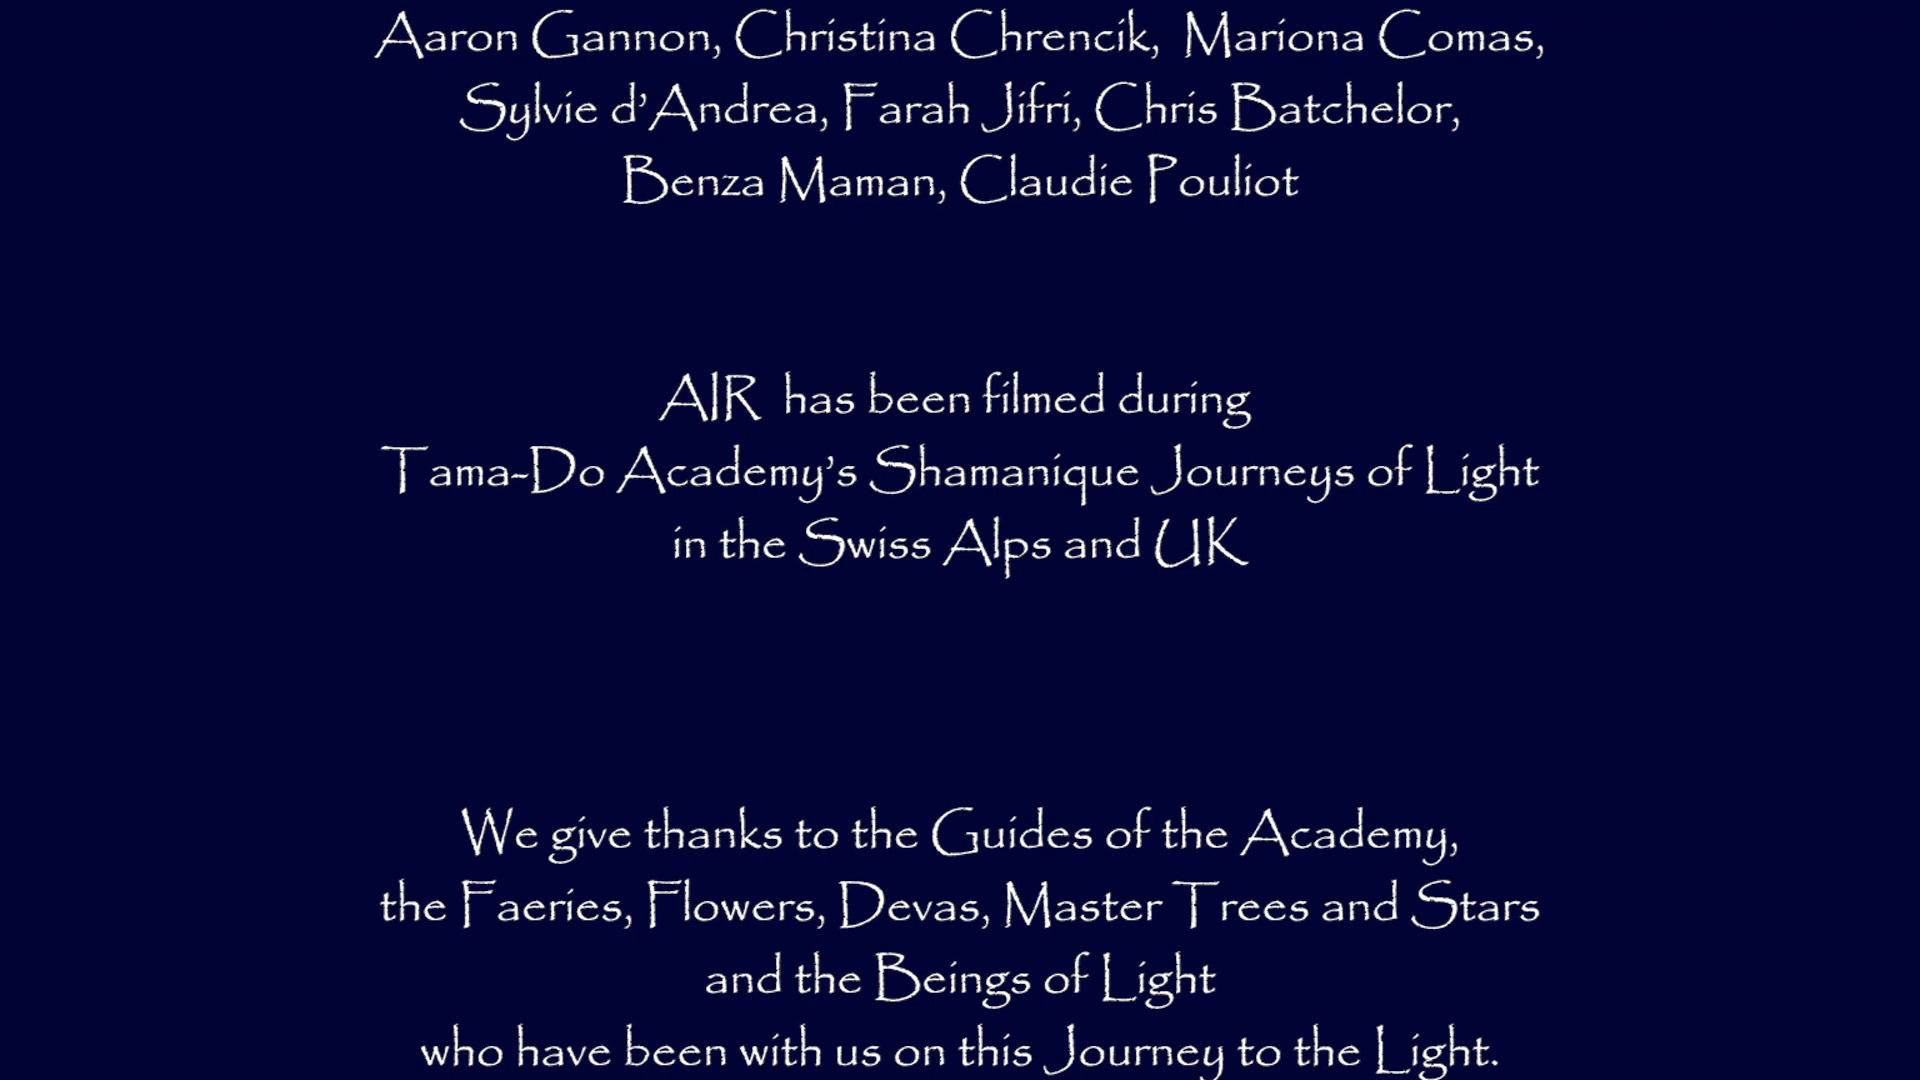 Aaron Gannon, Christina Chrencik, Mariona Comas,
Sylvie d’Andrea, Farah Jifri, Chris Batchelor,
Benza Maman, Claudie Pouliot
AIR has been filmed during
Tama-Do Academy’s Shamanique Journeys of Light
in the Swiss Alps and UK
We give thanks to the Guides of the Academy,
the Faeries, Flowers, Devas, Master Trees and Stars
and the Beings of Light
who have been with us on this Journey to the Light.